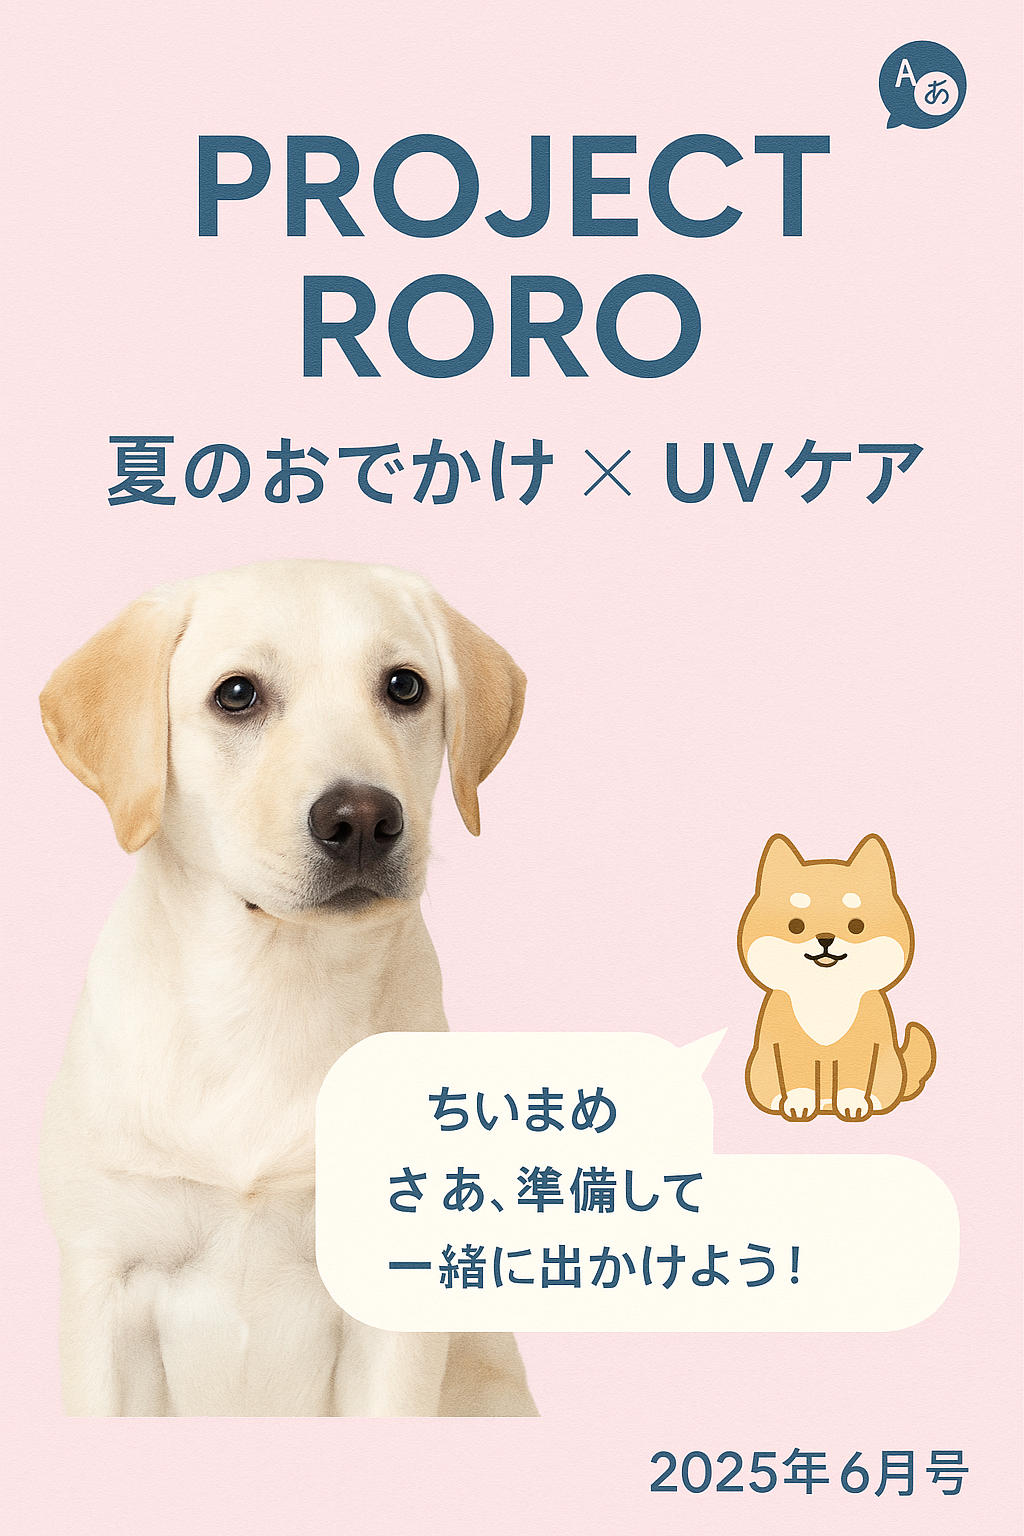 A あ
PROJECT
RORO
夏のおでかけ × UVケア
ちいまめ
さあ、準備して
一緒に出かけよう!
2025年6月号